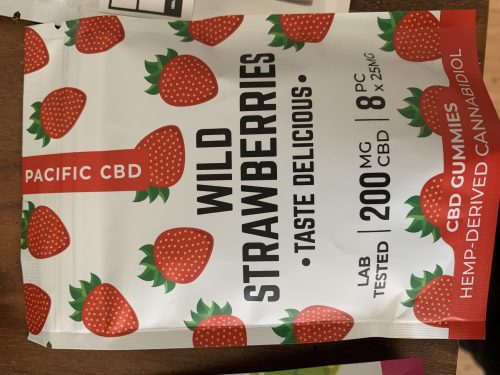 PACIFIC CBD
WILD
STRAWBERRIES
• TASTE DELICIOUS •
LAB
TESTED
200 MG
CBD
8 PC
x 25MG
CBD GUMMIES
HEMP-DERIVED CANNABIDIOL